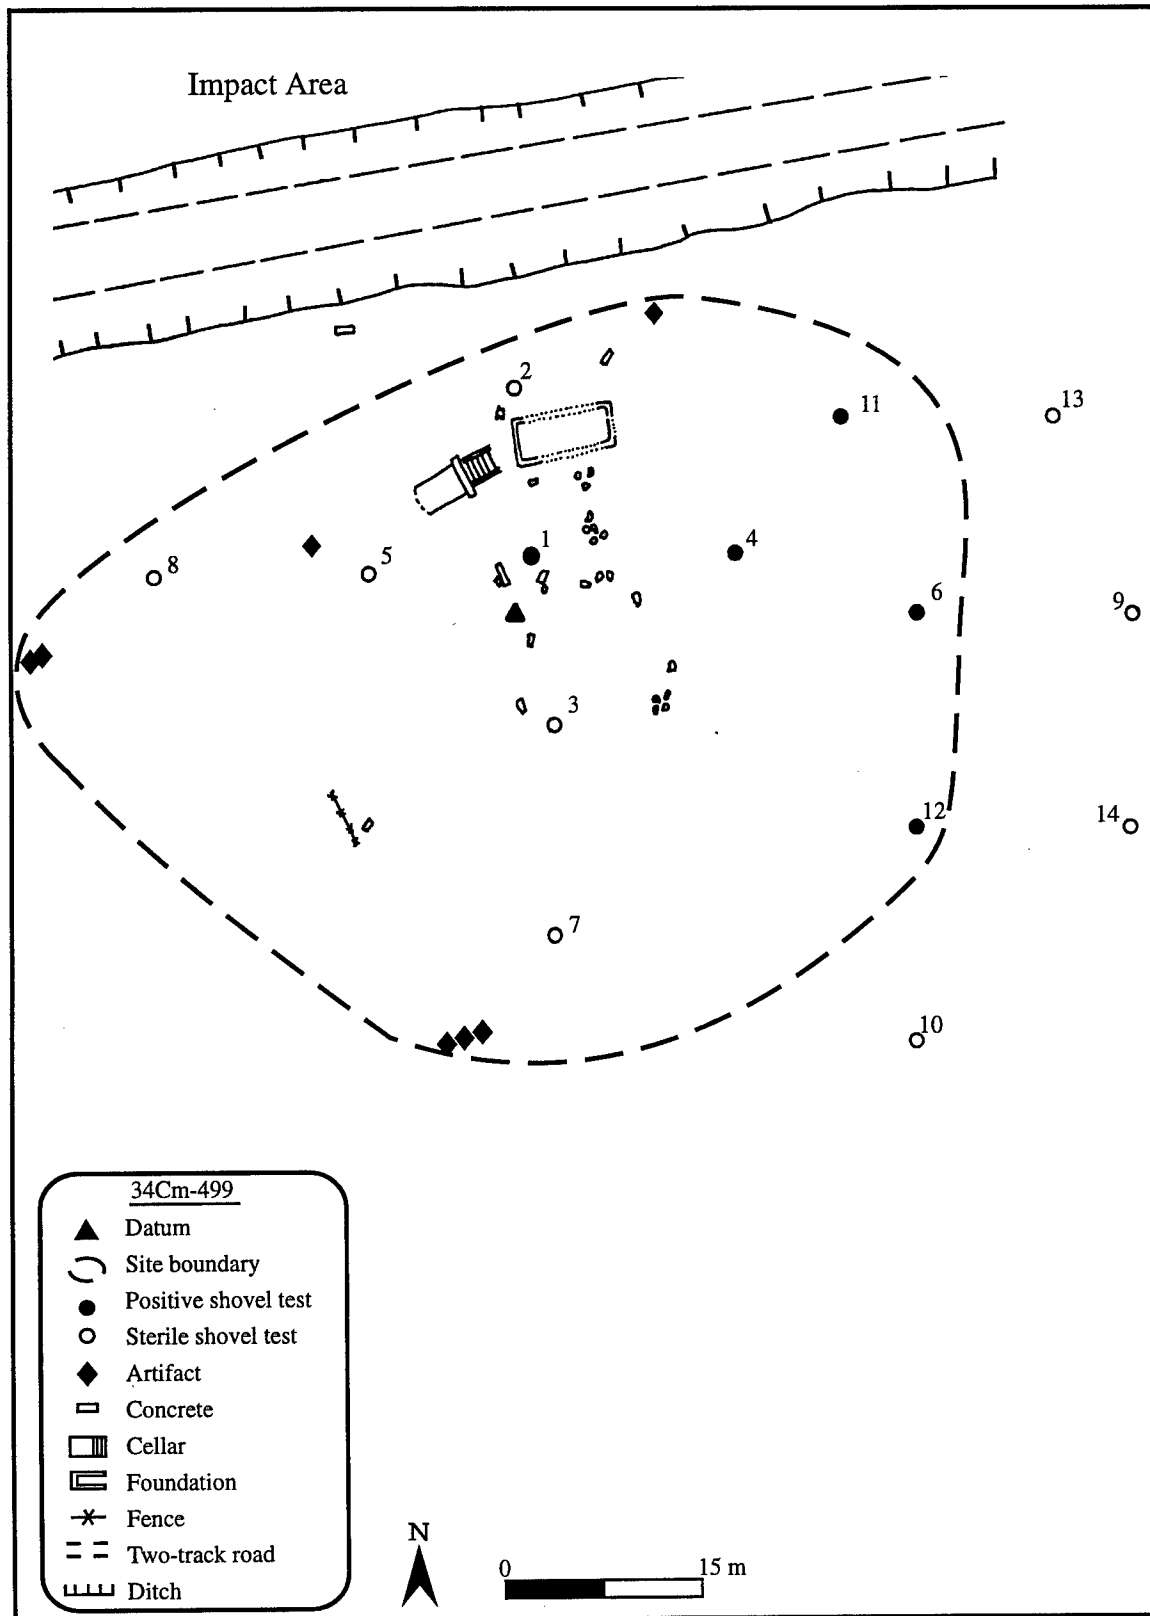 Impact Area
2
11
13
1
4
5
8
6
9
3
12
14
7
10
34Cm-499
Datum
Site boundary
Positive shovel test
Sterile shovel test
Artifact
Concrete
Cellar
Foundation
Fence
Two-track road
Ditch
N
0 15 m